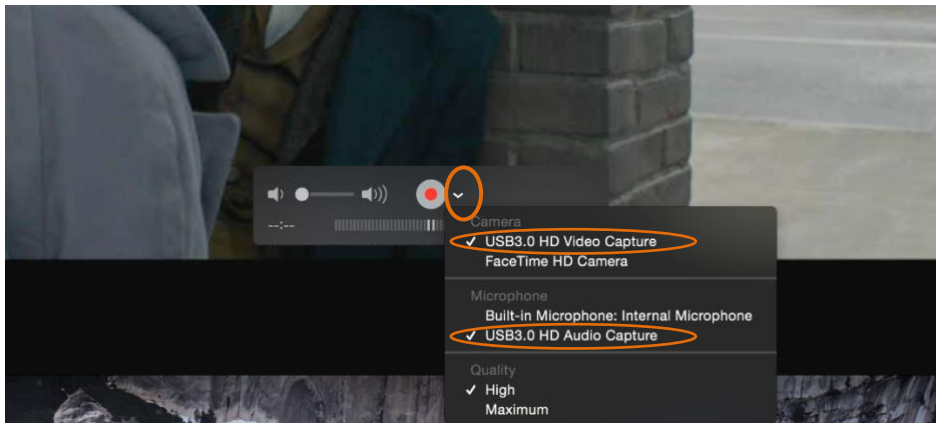 --:--
Camera
USB3.0 HD Video Capture
FaceTime HD Camera
Microphone
Built-in Microphone: Internal Microphone
USB3.0 HD Audio Capture
Quality
High
Maximum